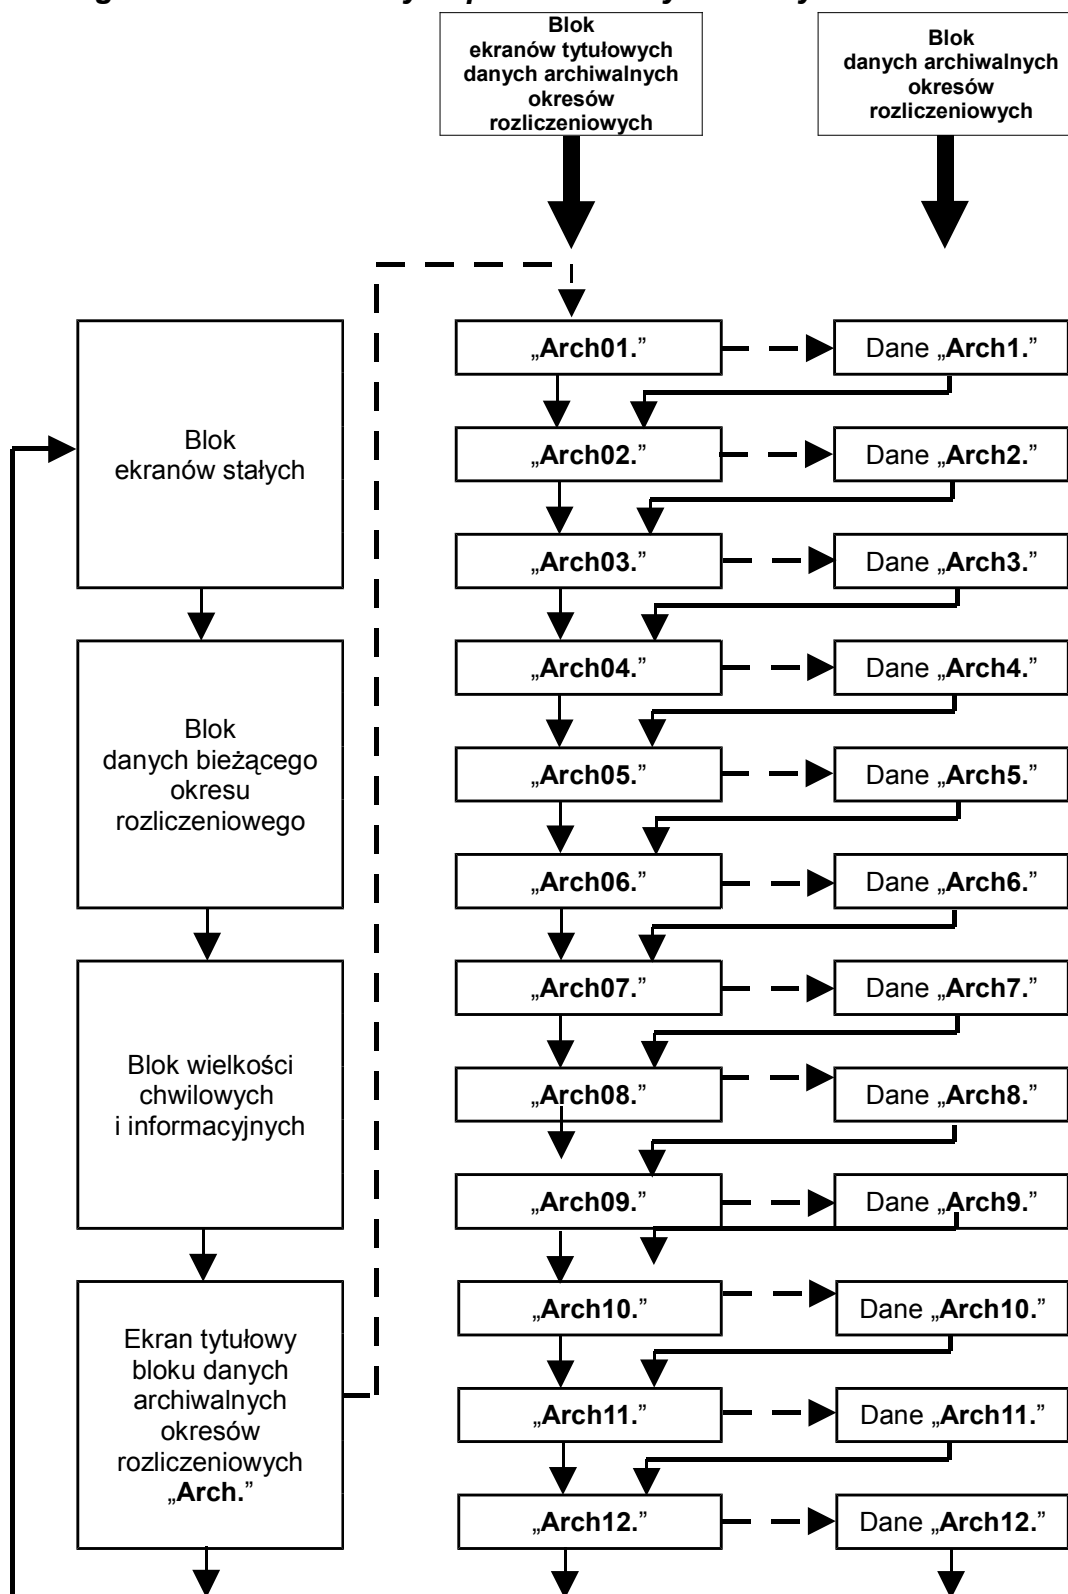 Blok
ekranów tytułowych
danych archiwalnych
okresów
rozliczeniowych
Blok
danych archiwalnych
okresów
rozliczeniowych
Blok
ekranów stałych
Blok
danych bieżącego
okresu
rozliczeniowego
Blok wielkości
chwilowych
i informacyjnych
Ekran tytułowy
bloku danych
archiwalnych
okresów
rozliczeniowych
„Arch.”
„Arch01.”
Dane „Arch1.”
„Arch02.”
Dane „Arch2.”
„Arch03.”
Dane „Arch3.”
„Arch04.”
Dane „Arch4.”
„Arch05.”
Dane „Arch5.”
„Arch06.”
Dane „Arch6.”
„Arch07.”
Dane „Arch7.”
„Arch08.”
Dane „Arch8.”
„Arch09.”
Dane „Arch9.”
„Arch10.”
Dane „Arch10.”
„Arch11.”
Dane „Arch11.”
„Arch12.”
Dane „Arch12.”